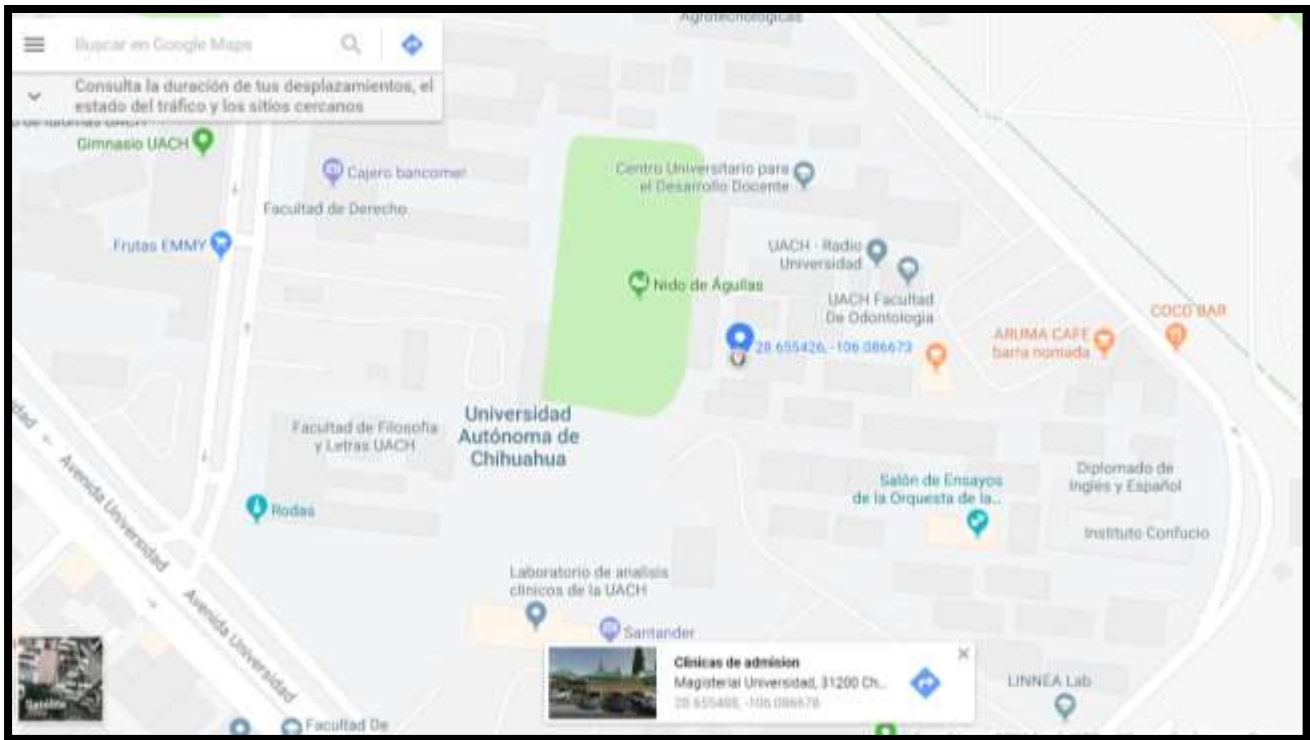 Agrotecnológicas
Buscar en Google Maps
Consulta la duración de tus desplazamientos, el
estado del tráfico y los sitios cercanos
Gimnasio UACH
Cajero bancomer
Centro Universitario para
el Desarrollo Docente
Facultad de Derecho
Frutas EMMY
UACH - Radio
Universidad
Nido de Águilas
UACH Facultad
De Odontología
COCO BAR
ARUMA CAFE
barra nomada
28.655426, -106.086673
Universidad
Autónoma de
Chihuahua
Facultad de Filosofía
y Letras UACH
Avenida Universidad
Rodas
Salón de Ensayos
de la Orquesta de la...
Diplomado de
Ingles y Español
Instituto Confucio
Laboratorio de analisis
clinicos de la UACH
Avenida Universidad
Santander
Clinicas de admision
Magisterial Universidad, 31200 Ch...
LINNEA Lab
Satélite
Facultad De